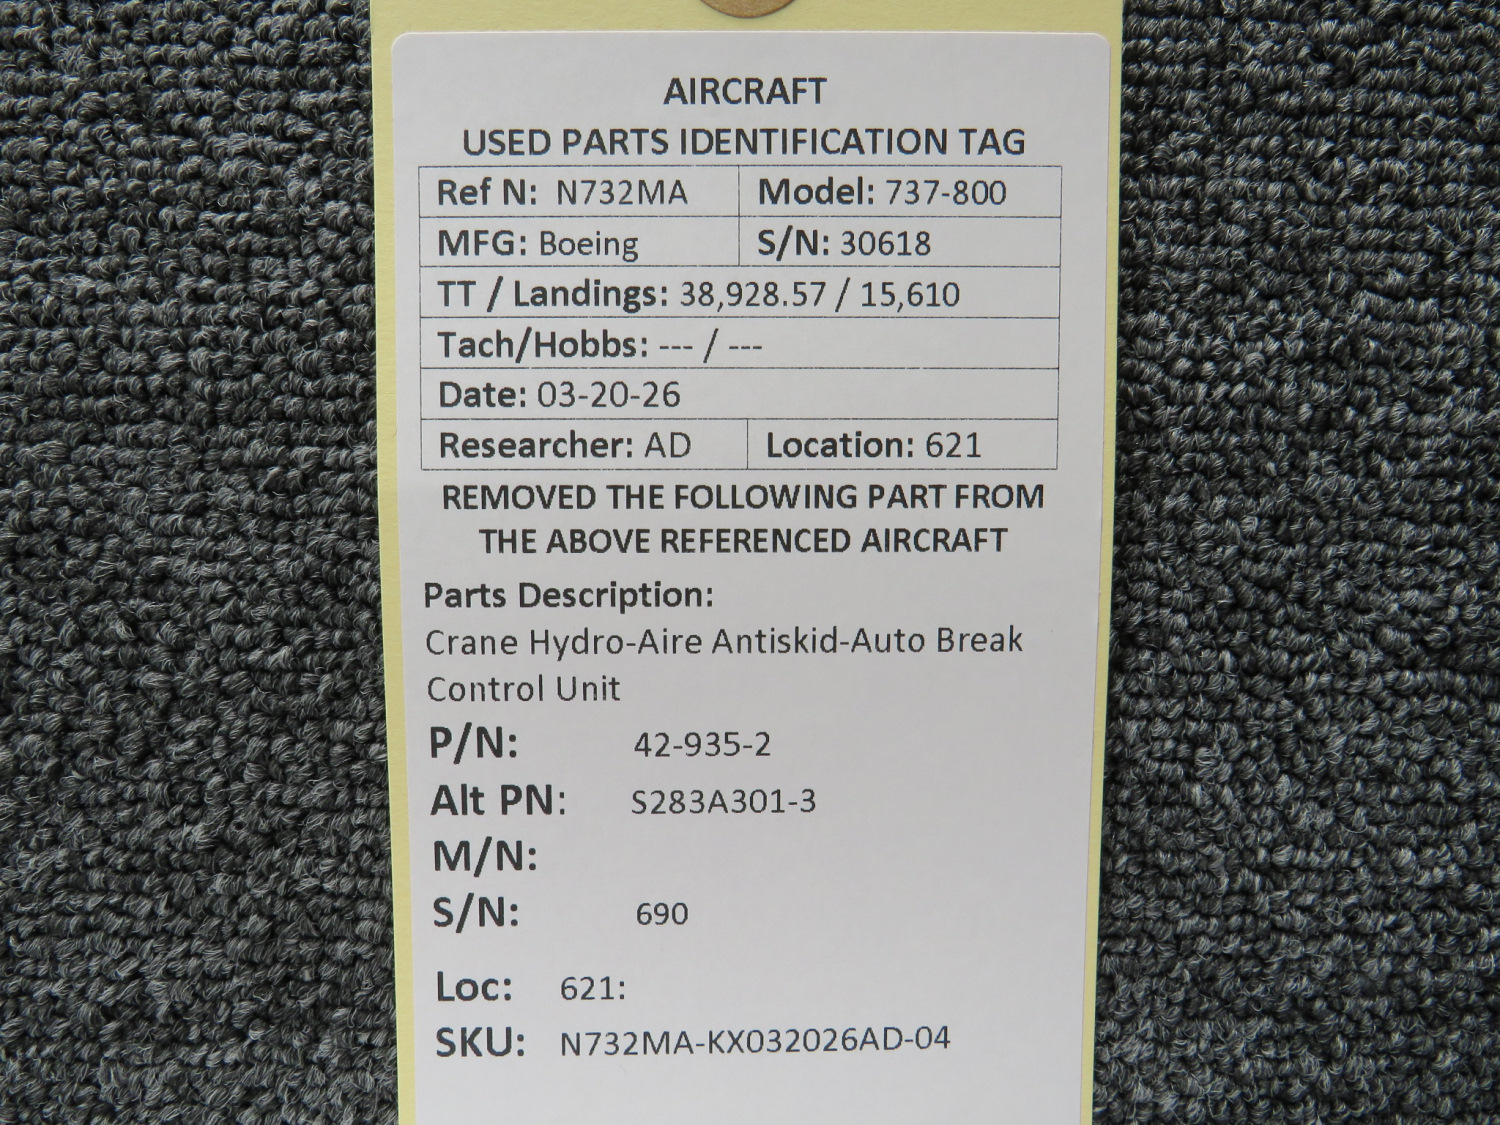 AIRCRAFT
USED PARTS IDENTIFICATION TAG
Ref N: N732MA Model: 737-800
MFG: Boeing S/N: 30618
TT / Landings: 38,928.57 / 15,610
Tach/Hobbs: --- / ---
Date: 03-20-26
Researcher: AD Location: 621
REMOVED THE FOLLOWING PART FROM
THE ABOVE REFERENCED AIRCRAFT
Parts Description:
Crane Hydro-Aire Antiskid-Auto Break
Control Unit
P/N: 42-935-2
Alt PN: S283A301-3
M/N:
S/N: 690
Loc: 621:
SKU: N732MA-KX032026AD-04